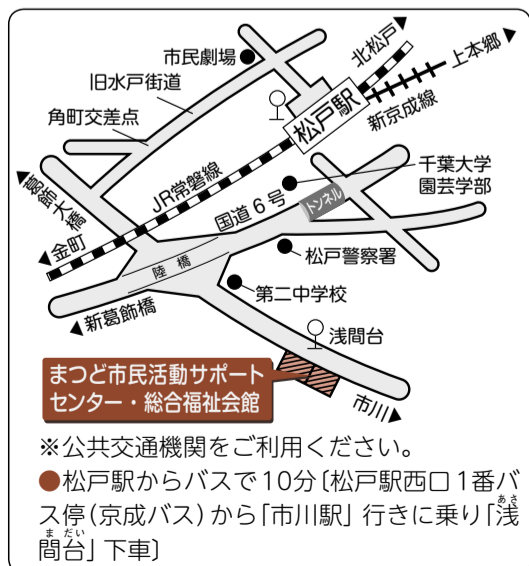 北松戸
市民劇場
上本郷
旧水戸街道
松戸駅
新京成線
角町交差点
葛飾大橋
JR常磐線
千葉大学
園芸学部
国道6号
トンネル
金町
陸橋
松戸警察署
第二中学校
新葛飾橋
浅間台
まつど市民活動サポート
センター・総合福祉会館
市川
※公共交通機関をご利用ください。
●松戸駅からバスで10分〔松戸駅西口1番バ
ス停(京成バス)から「市川駅」行きに乗り「浅
あさ
間台」下車〕
まだい